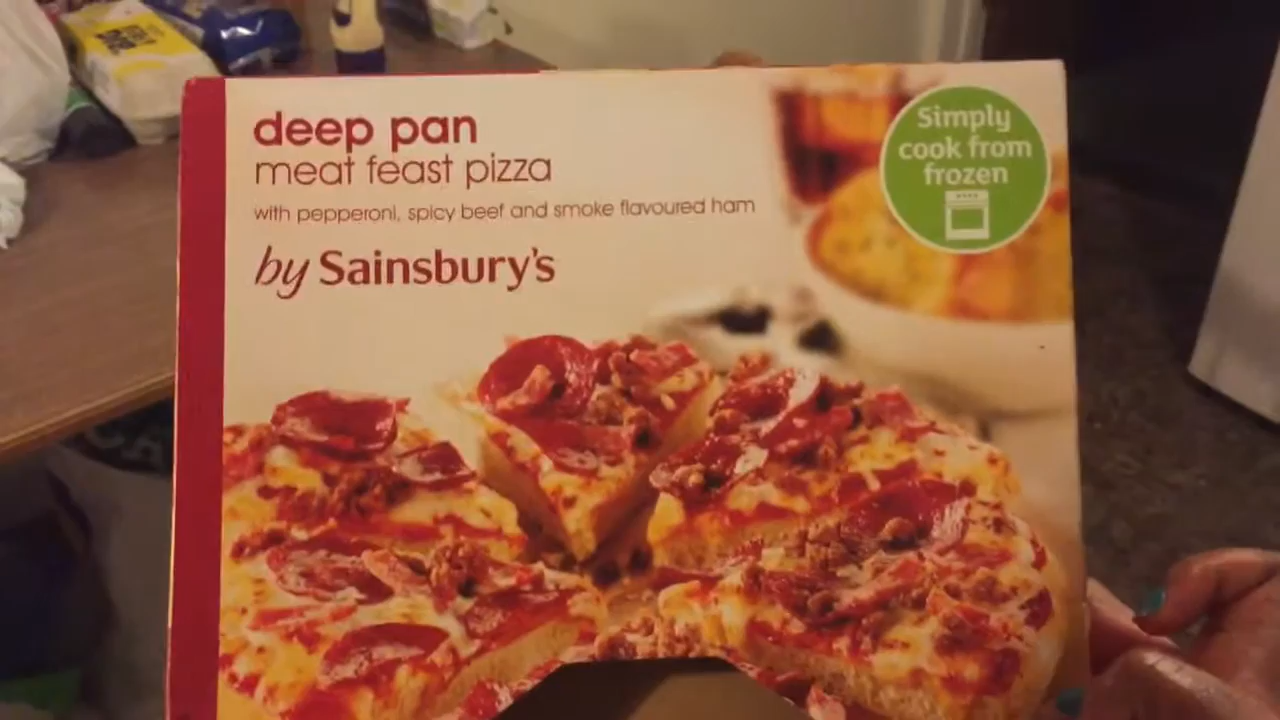 deep pan
meat feast pizza
with pepperoni, spicy beef and smoke flavoured ham
by Sainsbury's
Simply
cook from
frozen